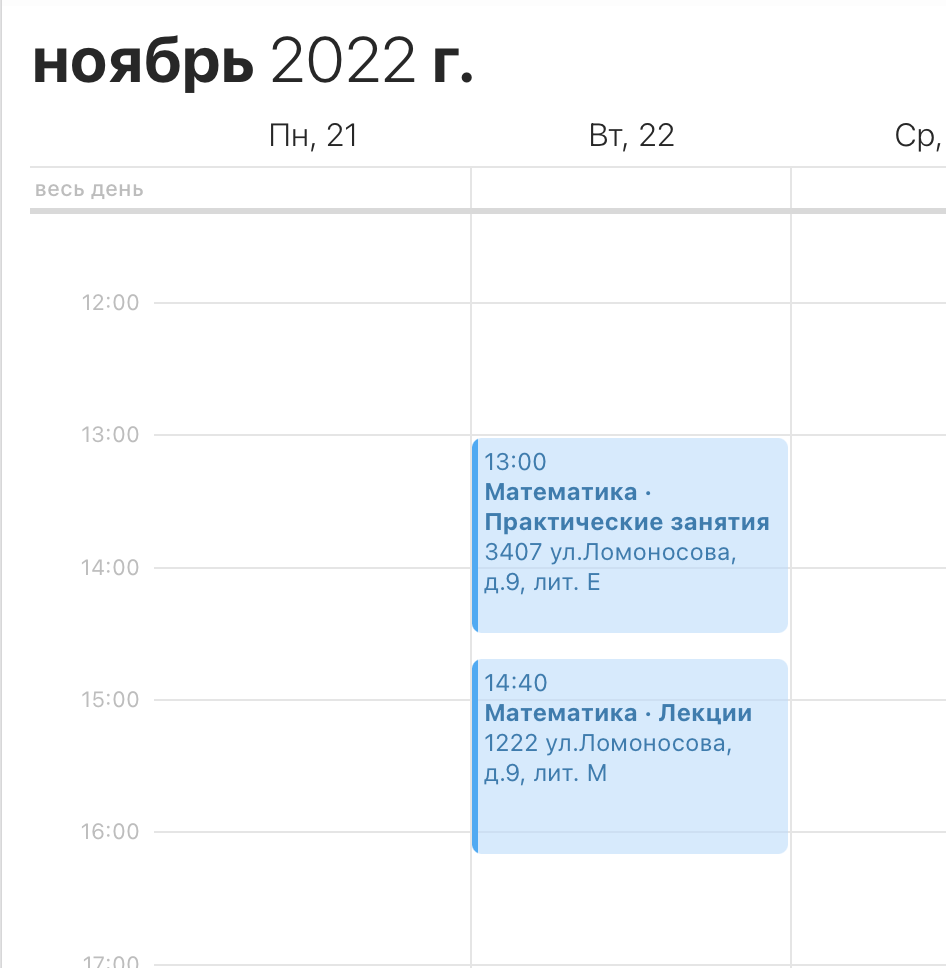 ноябрь 2022 г.
Пн, 21
Вт, 22
Ср,
весь день
12:00
13:00
13:00
Математика ·
Практические занятия
3407 ул.Ломоносова,
д.9, лит. Е
14:00
14:40
Математика · Лекции
1222 ул.Ломоносова,
д.9, лит. М
15:00
16:00
17:00